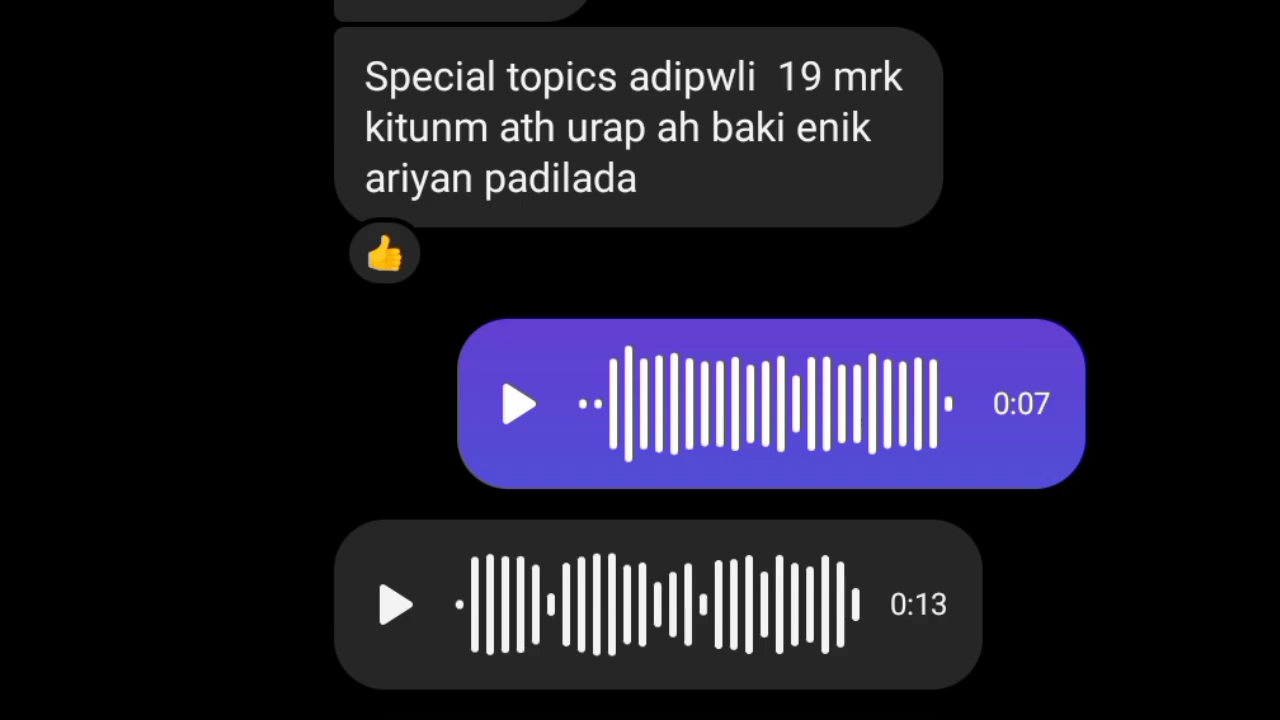 Special topics adipwli  19 mrk
kitunm ath urap ah baki enik
ariyan padilada
0:07
0:13